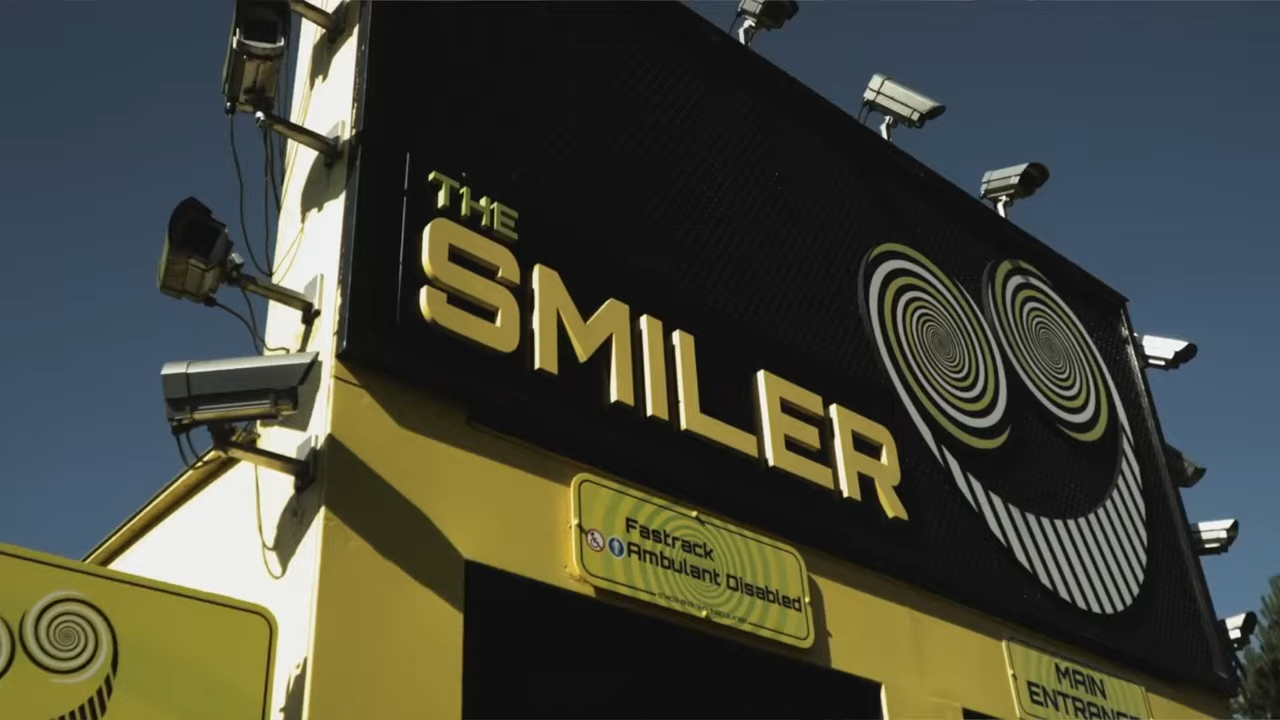 THE
SMILER
Fastrack
Ambulant Disabled
MAIN
ENTRANCE